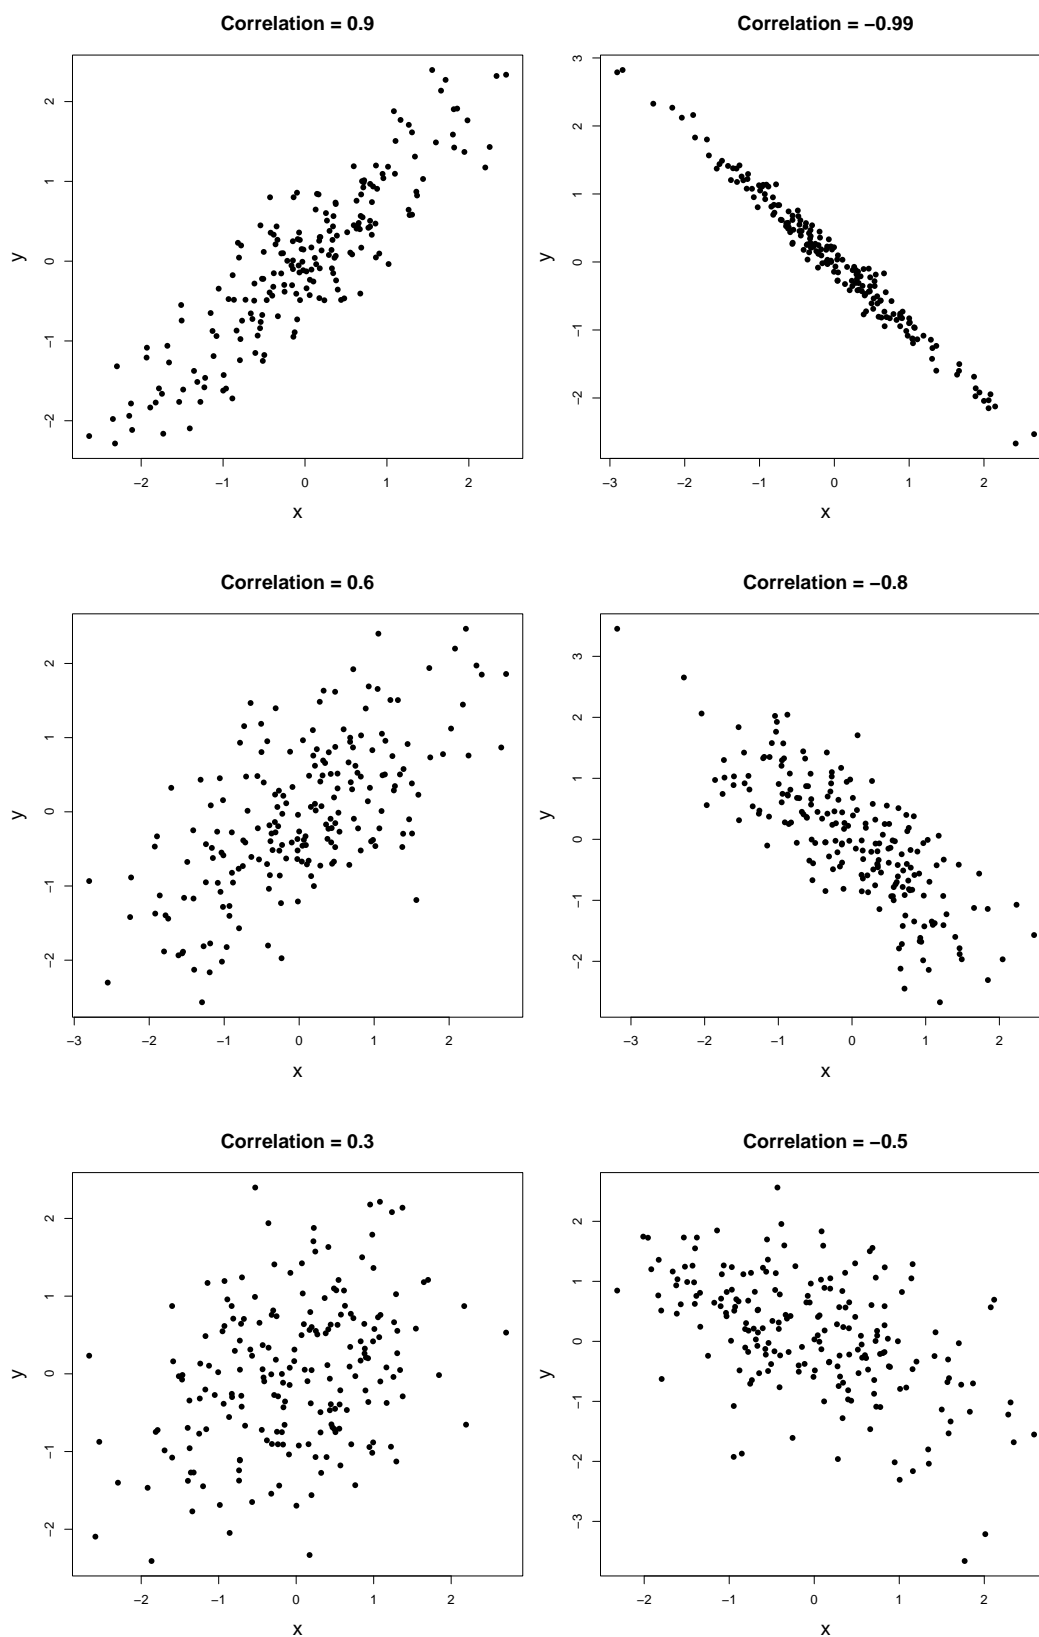 Correlation = 0.9
2
1
0
−1
−2
y
−2 −1 0 1 2
x
Correlation = −0.99
3
2
1
0
−1
−2
y
−3 −2 −1 0 1 2
x
Correlation = 0.6
2
1
0
−1
−2
y
−3 −2 −1 0 1 2
x
Correlation = −0.8
3
2
1
0
−1
−2
y
−3 −2 −1 0 1 2
x
Correlation = 0.3
2
1
0
−1
−2
y
−2 −1 0 1 2
x
Correlation = −0.5
2
1
0
−1
−2
−3
y
−2 −1 0 1 2
x